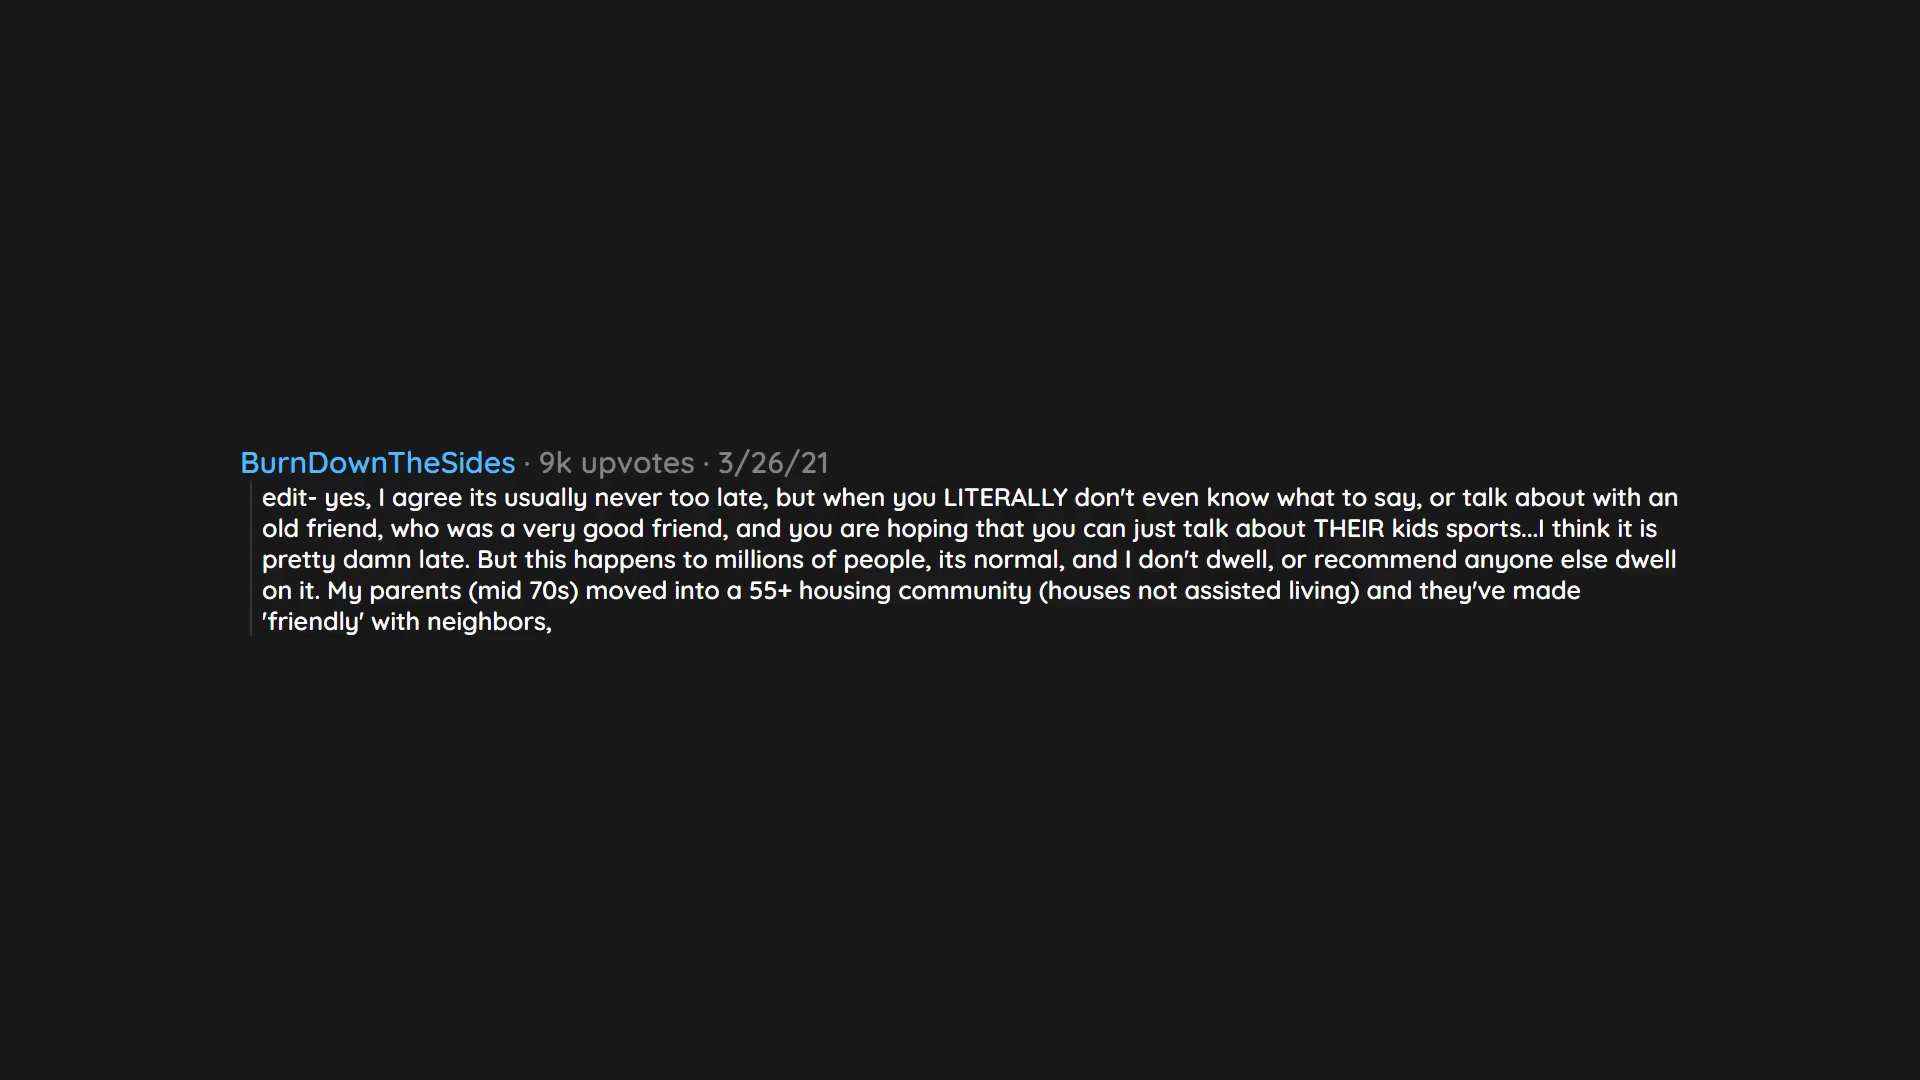 BurnDownTheSides · 9k upvotes · 3/26/21
edit- yes, I agree its usually never too late, but when you LITERALLY don't even know what to say, or talk about with an
old friend, who was a very good friend, and you are hoping that you can just talk about THEIR kids sports...I think it is
pretty damn late. But this happens to millions of people, its normal, and I don't dwell, or recommend anyone else dwell
on it. My parents (mid 70s) moved into a 55+ housing community (houses not assisted living) and they've made
'friendly' with neighbors,